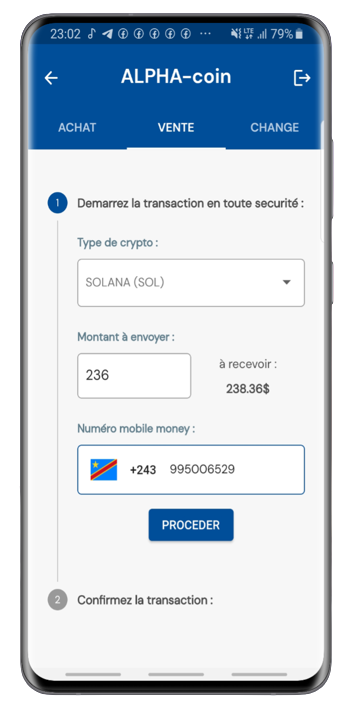 23:02 79%
ALPHA-coin
ACHAT VENTE CHANGE
1 Demarrez la transaction en toute securité :
Type de crypto :
SOLANA (SOL)
Montant à envoyer :
236
à recevoir :
238.36$
Numéro mobile money :
+243 995006529
PROCEDER
2 Confirmez la transaction :